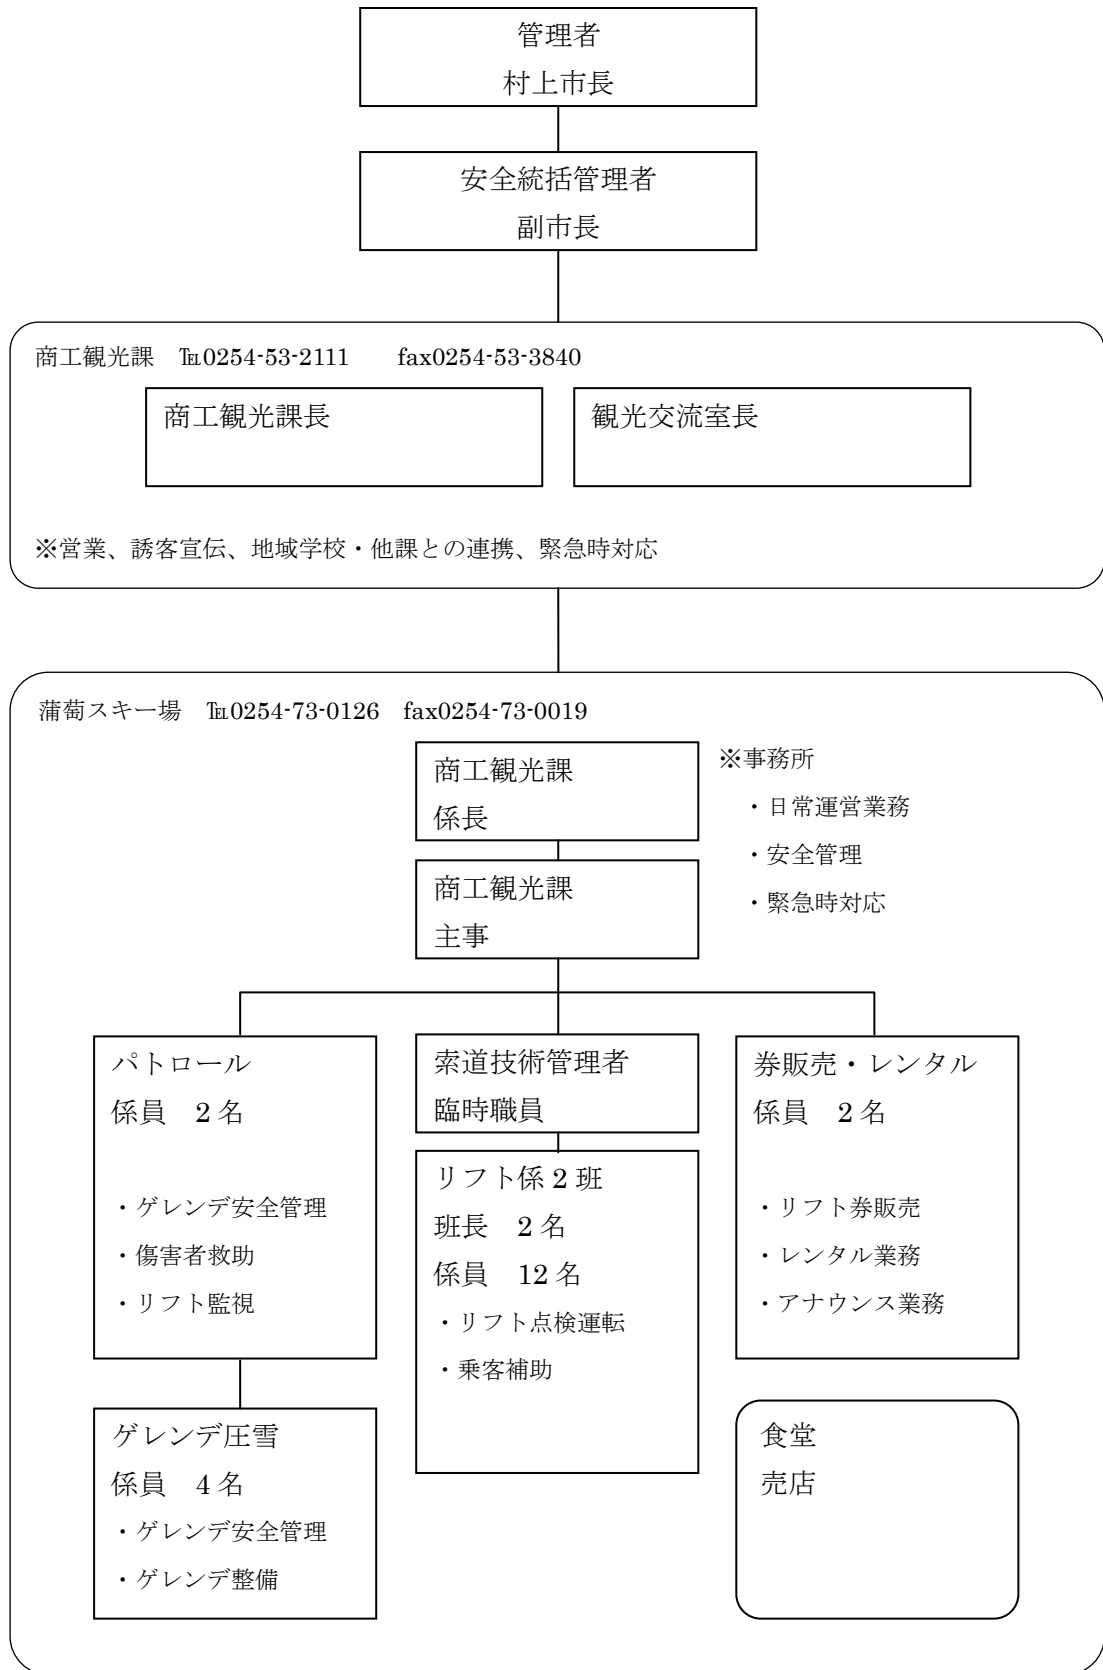 管理者
村上市長
安全統括管理者
副市長
商工観光課　℡0254-53-2111　　fax0254-53-3840
商工観光課長
観光交流室長
※営業、誘客宣伝、地域学校・他課との連携、緊急時対応
蒲萄スキー場　℡0254-73-0126　fax0254-73-0019
商工観光課
係長
※事務所
・日常運営業務
・安全管理
・緊急時対応
商工観光課
主事
パトロール
係員　2名
・ゲレンデ安全管理
・傷害者救助
・リフト監視
索道技術管理者
臨時職員
リフト係2班
班長　2名
係員　12名
・リフト点検運転
・乗客補助
券販売・レンタル
係員　2名
・リフト券販売
・レンタル業務
・アナウンス業務
ゲレンデ圧雪
係員　4名
・ゲレンデ安全管理
・ゲレンデ整備
食堂
売店